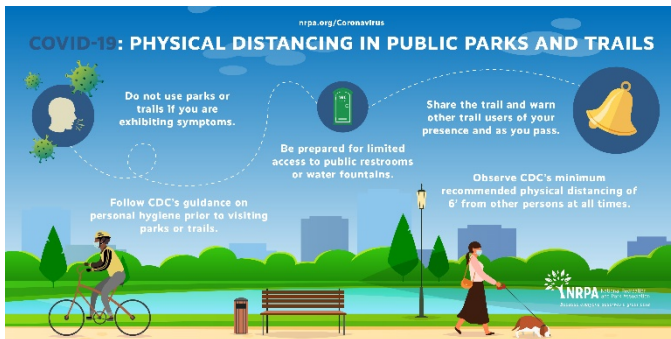 nrpa.org/Coronavirus
COVID-19: PHYSICAL DISTANCING IN PUBLIC PARKS AND TRAILS
Do not use parks or
trails if you are
exhibiting symptoms.
Follow CDC's guidance on
personal hygiene prior to visiting
parks or trails.
Be prepared for limited
access to public restrooms
or water fountains.
Share the trail and warn
other trail users of your
presence and as you pass.
Observe CDC's minimum
recommended physical distancing of
6' from other persons at all times.
NRPA